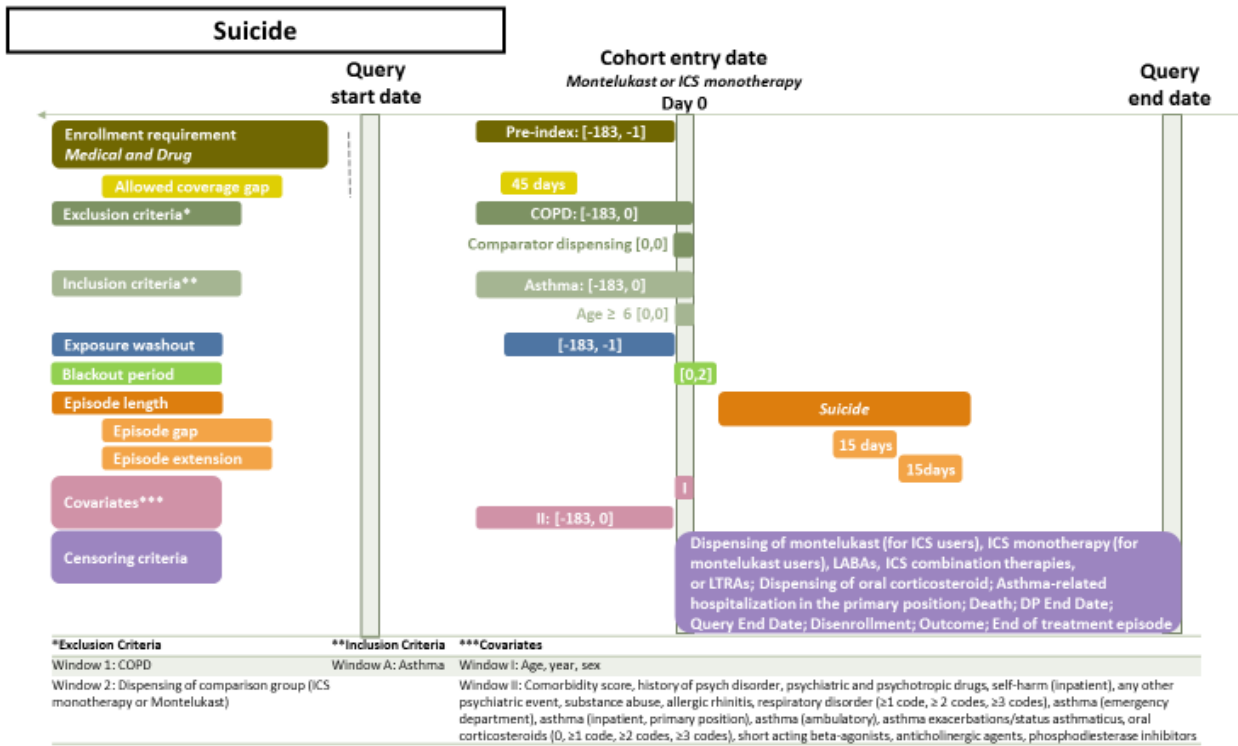 Suicide
Query
start date
Cohort entry date
Montelukast or ICS monotherapy
Day 0
Query
end date
Enrollment requirement
Medical and Drug
Pre-index: [-183, -1]
Allowed coverage gap
45 days
Exclusion criteria*
COPD: [-183, 0]
Comparator dispensing [0,0]
Inclusion criteria**
Asthma: [-183, 0]
Age ≥ 6 [0,0]
Exposure washout
[-183, -1]
Blackout period
[0,2]
Episode length
Suicide
Episode gap
15 days
Episode extension
15days
Covariates***
I
II: [-183, 0]
Censoring criteria
Dispensing of montelukast (for ICS users), ICS monotherapy (for
montelukast users), LABAs, ICS combination therapies,
or LTRAs; Dispensing of oral corticosteroid; Asthma-related
hospitalization in the primary position; Death; DP End Date;
Query End Date; Disenrollment; Outcome; End of treatment episode
*Exclusion Criteria
**Inclusion Criteria
***Covariates
Window 1: COPD
Window A: Asthma
Window I: Age, year, sex
Window 2: Dispensing of comparison group (ICS
monotherapy or Montelukast)
Window II: Comorbidity score, history of psych disorder, psychiatric and psychotropic drugs, self-harm (inpatient), any other
psychiatric event, substance abuse, allergic rhinitis, respiratory disorder (≥1 code, ≥ 2 codes, ≥3 codes), asthma (emergency
department), asthma (inpatient, primary position), asthma (ambulatory), asthma exacerbations/status asthmaticus, oral
corticosteroids (0, ≥1 code, ≥2 codes, ≥3 codes), short acting beta-agonists, anticholinergic agents, phosphodiesterase inhibitors